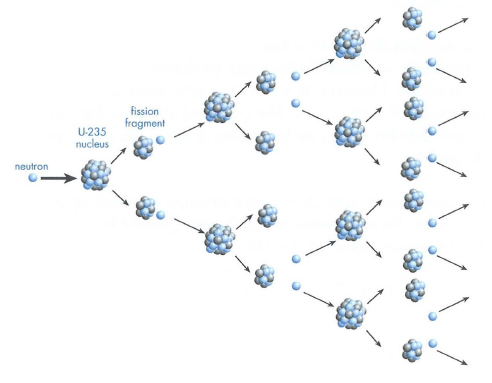 neutron
U-235
nucleus
fission
fragment